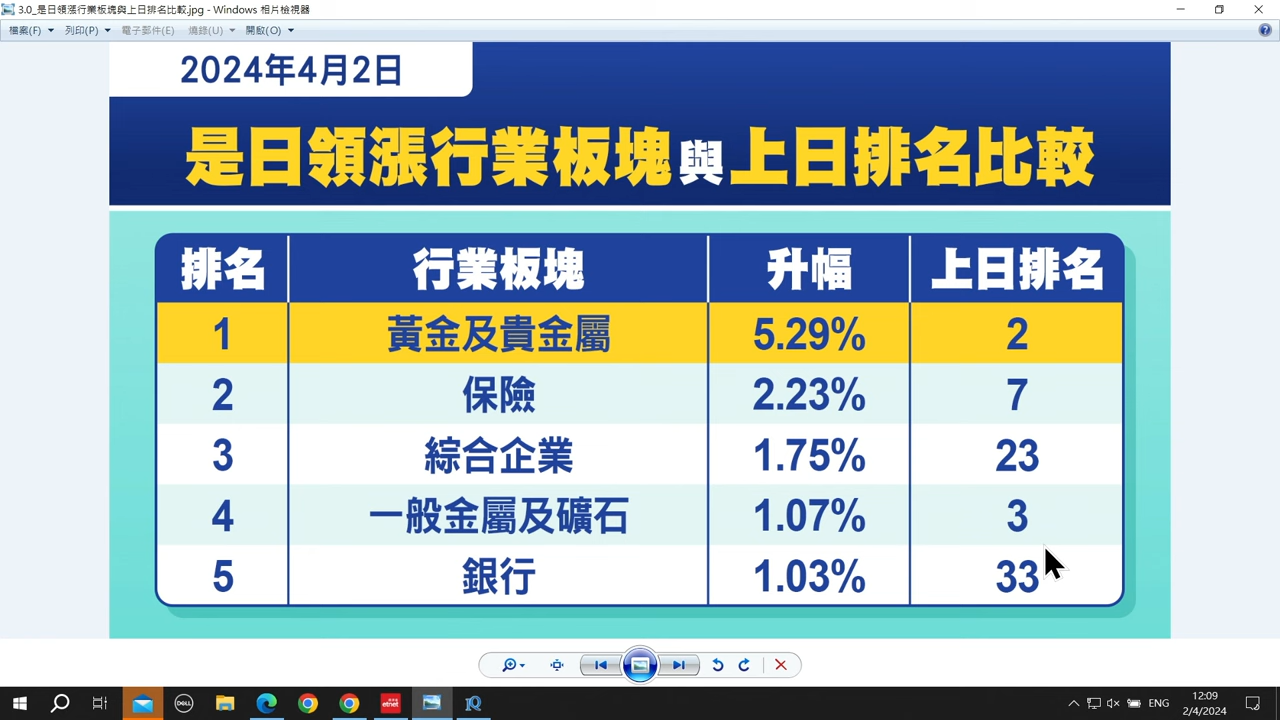 3.0_是日領漲行業板塊與上日排名比較.jpg - Windows 相片檢視器
檔案(F) 列印(P) 電子郵件(E) 燒錄(U) 開啟(O)
2024年4月2日
是日領漲行業板塊與上日排名比較
排名 行業板塊 升幅 上日排名
1 黃金及貴金屬 5.29% 2
2 保險 2.23% 7
3 綜合企業 1.75% 23
4 一般金屬及礦石 1.07% 3
5 銀行 1.03% 33
DELL
etnet
IQ
ENG
12:09
2/4/2024